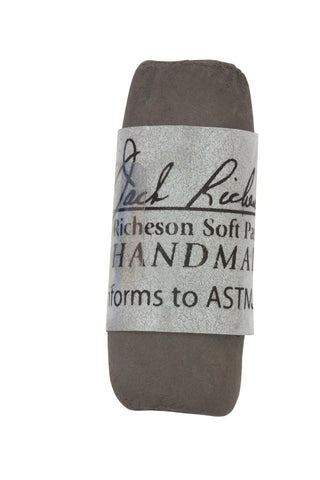 Jack Riche
Richeson Soft Pa
HANDMA
nforms to ASTM